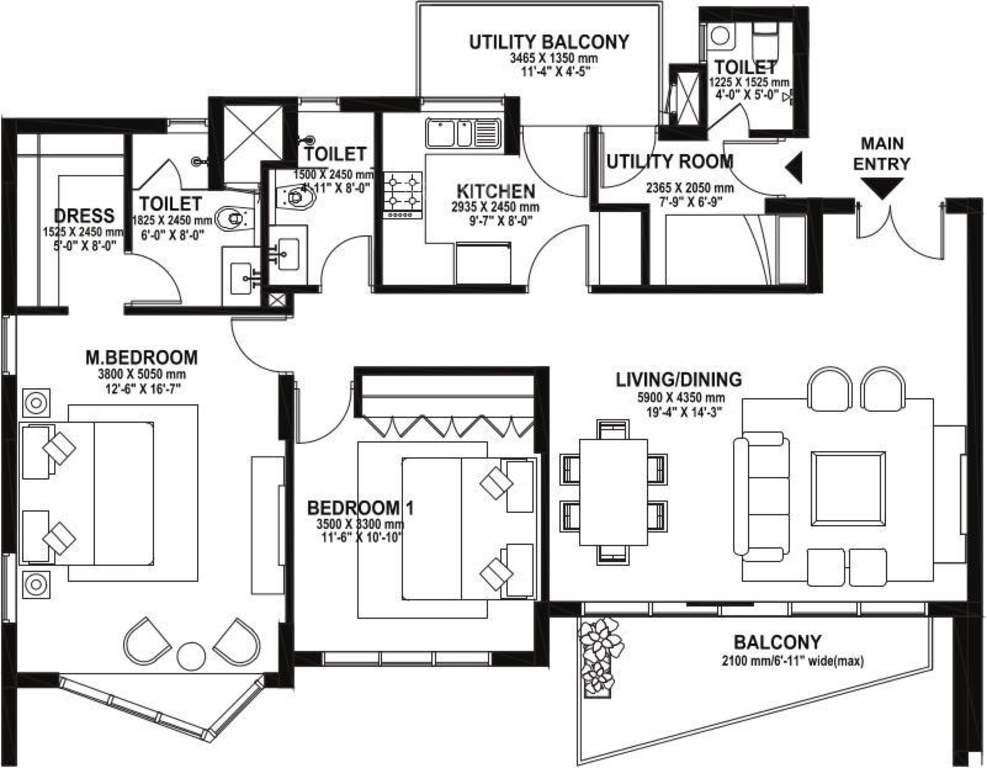 UTILITY BALCONY
3465 X 1350 mm
11'-4" X 4'-5"
TOILET
1225 X 1525 mm
4'-0" X 5'-0"
MAIN
ENTRY
TOILET
1500 X 2450 mm
4'-11" X 8'-0"
UTILITY ROOM
2365 X 2050 mm
7'-9" X 6'-9"
KITCHEN
2935 X 2450 mm
9'-7" X 8'-0"
DRESS
1525 X 2450 mm
5'-0" X 8'-0"
TOILET
1825 X 2450 mm
6'-0" X 8'-0"
M.BEDROOM
3800 X 5050 mm
12'-6" X 16'-7"
LIVING/DINING
5900 X 4350 mm
19'-4" X 14'-3"
BEDROOM 1
3500 X 3300 mm
11'-6" X 10'-10"
BALCONY
2100 mm/6'-11" wide(max)